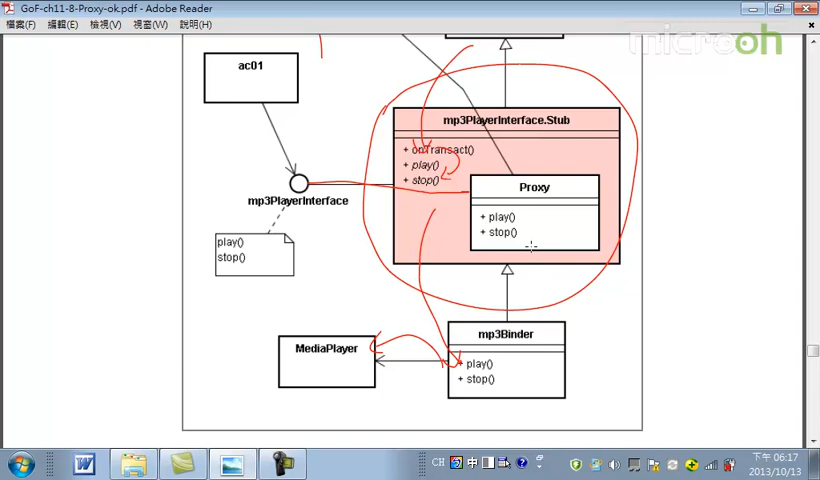 GoF-ch11-8-Proxy-ok.pdf - Adobe Reader
檔案(F) 編輯(E) 檢視(V) 視窗(W) 說明(H)
microoh
ac01
mp3PlayerInterface.Stub
+ onTransact()
+ play()
+ stop()
Proxy
+ play()
+ stop()
mp3PlayerInterface
play()
stop()
mp3Binder
+ play()
+ stop()
MediaPlayer
CH 中
下午 06:17
2013/10/13